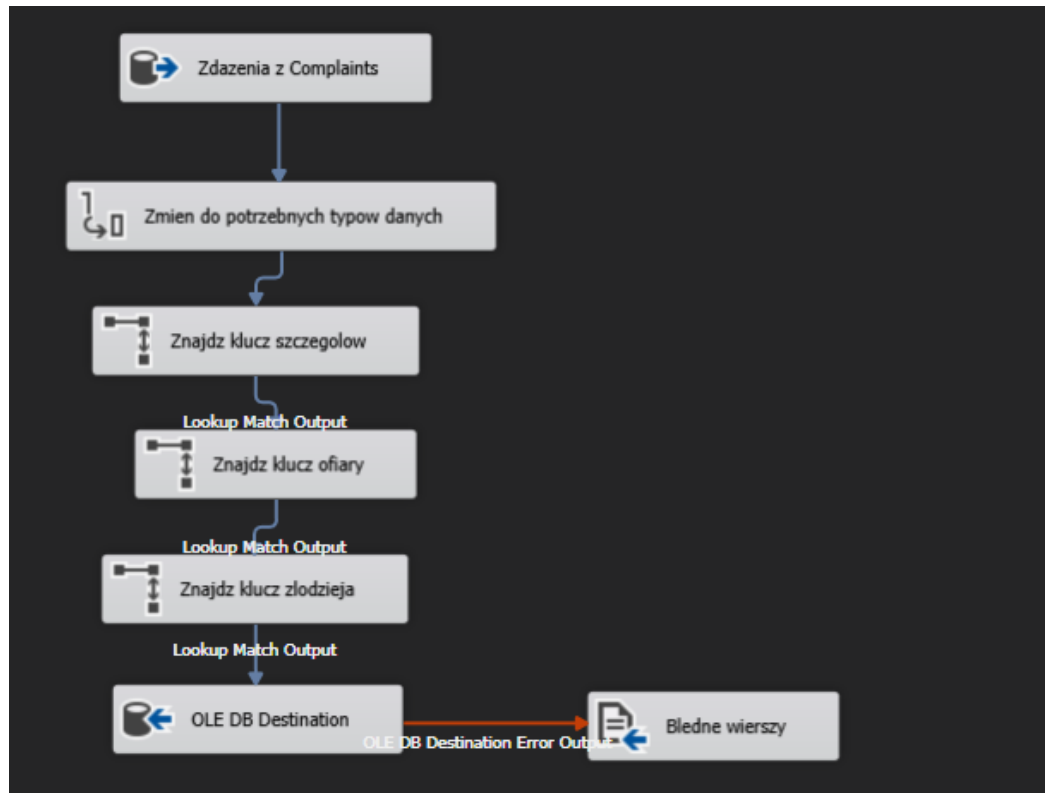 Zdazenia z Complaints
Zmien do potrzebnych typow danych
Znajdz klucz szczegolow
Lookup Match Output
Znajdz klucz ofiary
Lookup Match Output
Znajdz klucz zlodzieja
Lookup Match Output
OLE DB Destination
Bledne wierszy
OLE DB Destination Error Output